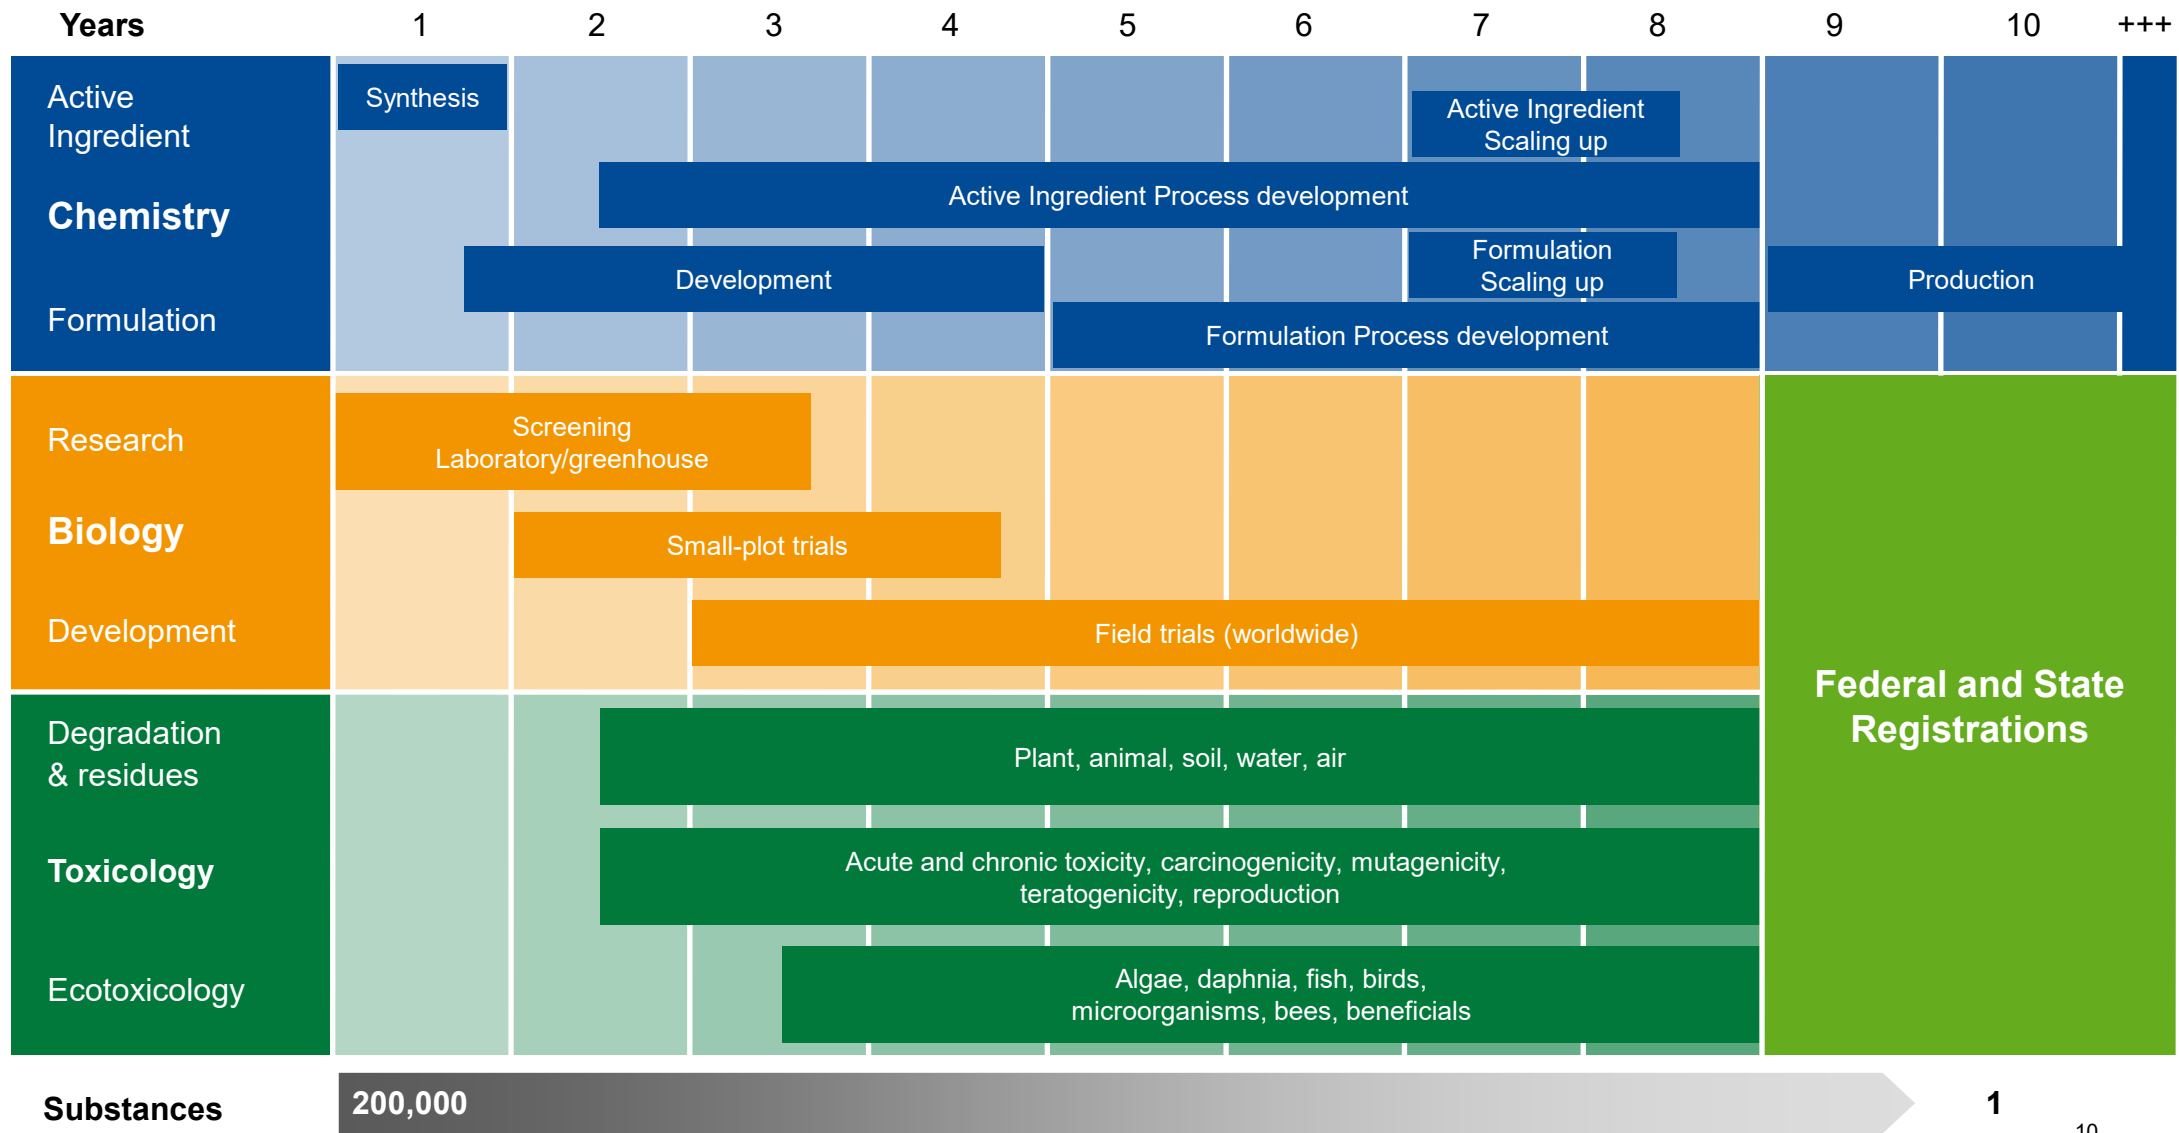 Years 1 2 3 4 5 6 7 8 9 10 +++
Active
Ingredient
Synthesis
Active Ingredient
Scaling up
Active Ingredient Process development
Chemistry
Formulation
Scaling up
Development
Production
Formulation
Formulation Process development
Research
Screening
Laboratory/greenhouse
Biology
Small-plot trials
Development
Field trials (worldwide)
Federal and State
Registrations
Degradation
& residues
Plant, animal, soil, water, air
Toxicology
Acute and chronic toxicity, carcinogenicity, mutagenicity,
teratogenicity, reproduction
Ecotoxicology
Algae, daphnia, fish, birds,
microorganisms, bees, beneficials
Substances
200,000
1
10